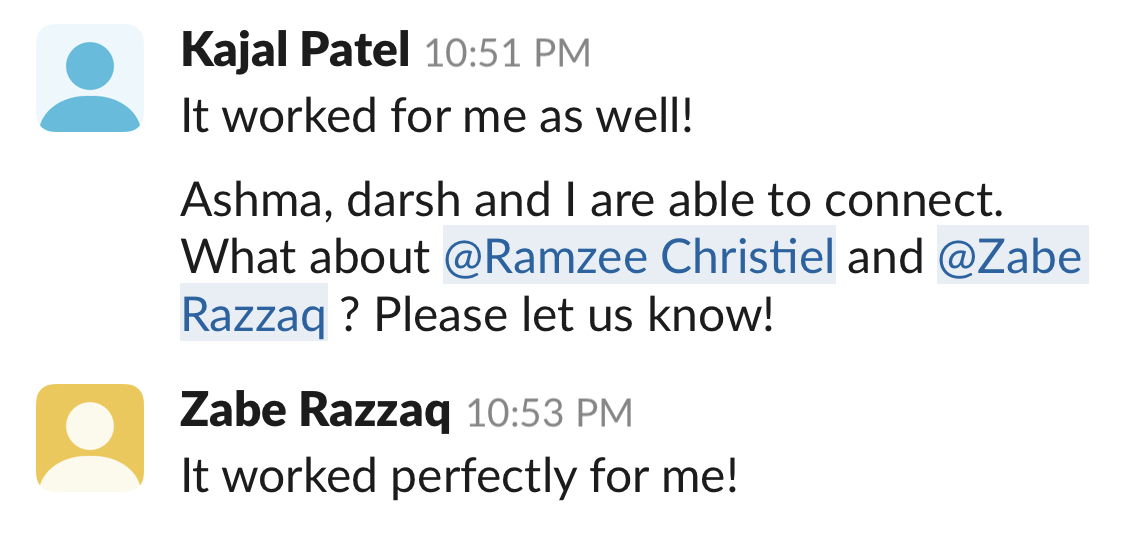 Kajal Patel 10:51 PM
It worked for me as well!
Ashma, darsh and I are able to connect.
What about @Ramzee Christiel and @Zabe
Razzaq ? Please let us know!
Zabe Razzaq 10:53 PM
It worked perfectly for me!